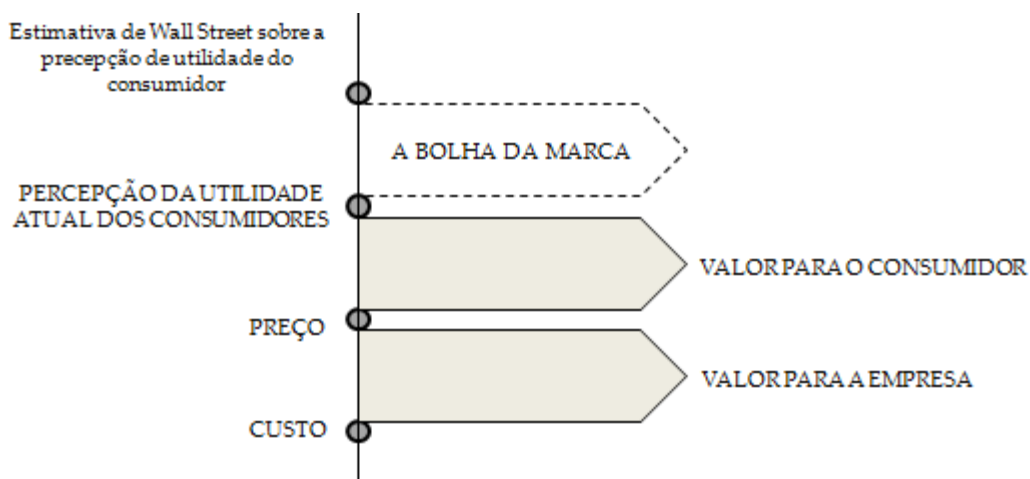 Estimativa de Wall Street sobre a
precepção de utilidade do
consumidor
A BOLHA DA MARCA
PERCEPÇÃO DA UTILIDADE
ATUAL DOS CONSUMIDORES
VALOR PARA O CONSUMIDOR
PREÇO
VALOR PARA A EMPRESA
CUSTO